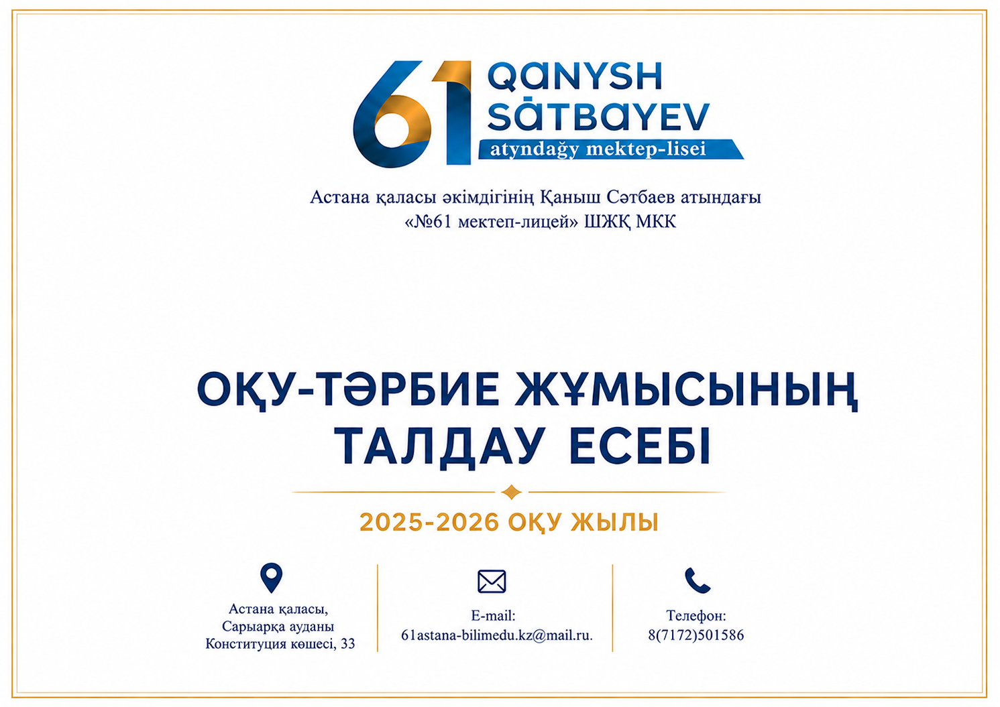 61 QANYSH
SÁTBAYEV
atyndağy mektep-lisei
Астана қаласы әкімдігінің Қаныш Сәтбаев атындағы
«№61 мектеп-лицей» ШЖҚ МКК
ОҚУ-ТӘРБИЕ ЖҰМЫСЫНЫҢ
ТАЛДАУ ЕСЕБІ
2025-2026 ОҚУ ЖЫЛЫ
Астана қаласы,
Сарыарқа ауданы
Конституция көшесі, 33
E-mail:
61astana-bilimedu.kz@mail.ru.
Телефон:
8(7172)501586